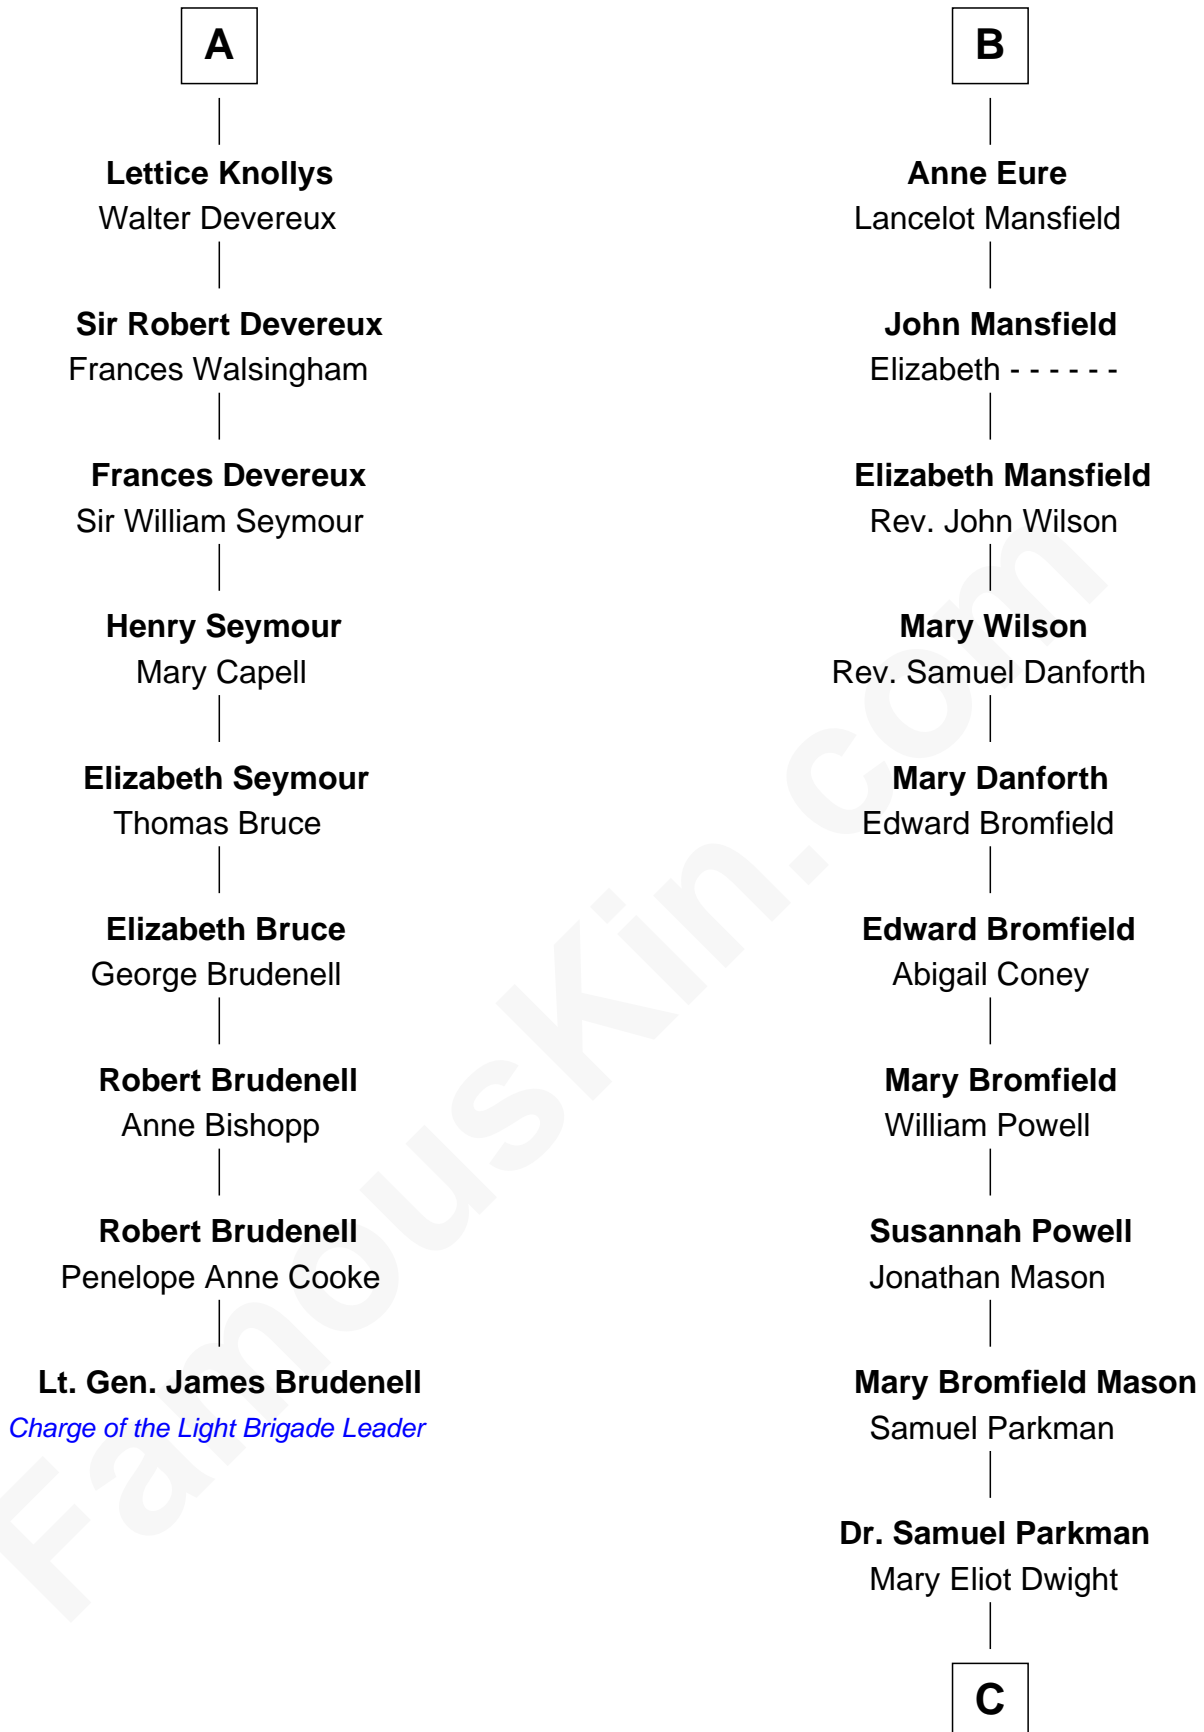 A
Lettice Knollys
Walter Devereux
Sir Robert Devereux
Frances Walsingham
Frances Devereux
Sir William Seymour
Henry Seymour
Mary Capell
Elizabeth Seymour
Thomas Bruce
Elizabeth Bruce
George Brudenell
Robert Brudenell
Anne Bishopp
Robert Brudenell
Penelope Anne Cooke
Lt. Gen. James Brudenell
Charge of the Light Brigade Leader
B
Anne Eure
Lancelot Mansfield
John Mansfield
Elizabeth - - - - - -
Elizabeth Mansfield
Rev. John Wilson
Mary Wilson
Rev. Samuel Danforth
Mary Danforth
Edward Bromfield
Edward Bromfield
Abigail Coney
Mary Bromfield
William Powell
Susannah Powell
Jonathan Mason
Mary Bromfield Mason
Samuel Parkman
Dr. Samuel Parkman
Mary Eliot Dwight
C
FamousKin.com